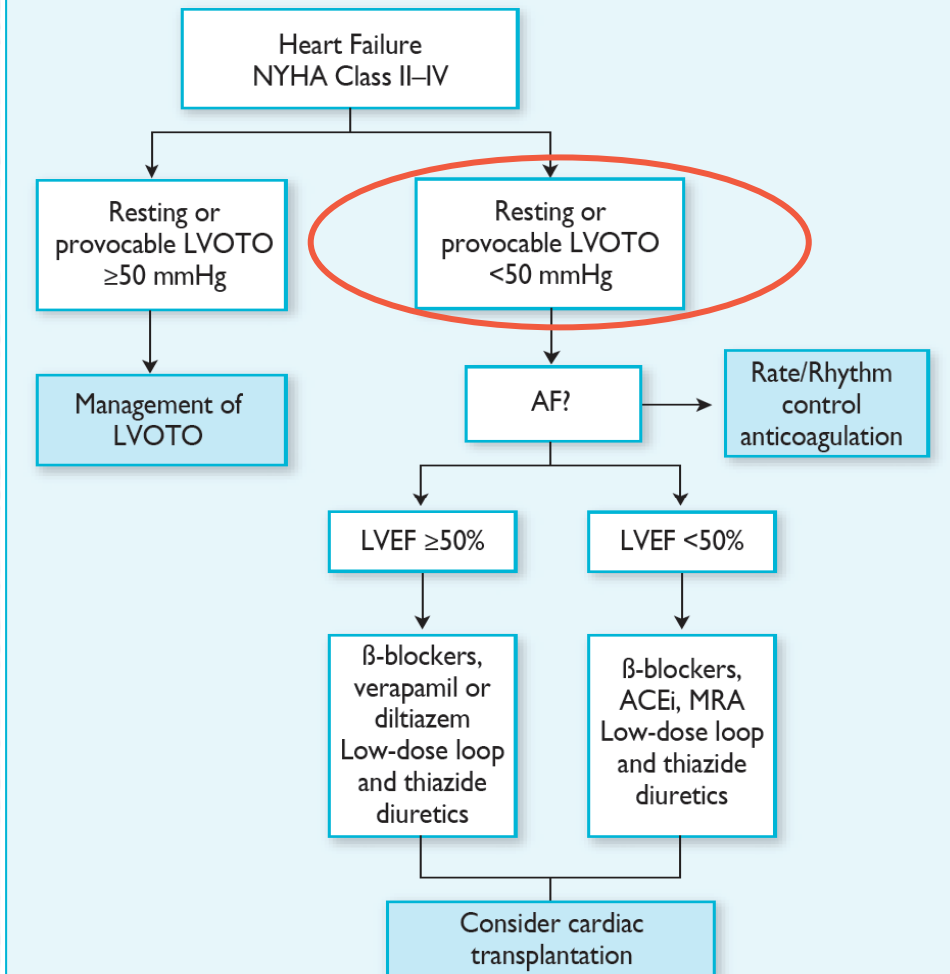 Heart Failure
NYHA Class II–IV
Resting or
provocable LVOTO
≥50 mmHg
Resting or
provocable LVOTO
<50 mmHg
Management of
LVOTO
AF?
Rate/Rhythm
control
anticoagulation
LVEF ≥50%
LVEF <50%
ß-blockers,
verapamil or
diltiazem
Low-dose loop
and thiazide
diuretics
ß-blockers,
ACEi, MRA
Low-dose loop
and thiazide
diuretics
Consider cardiac
transplantation